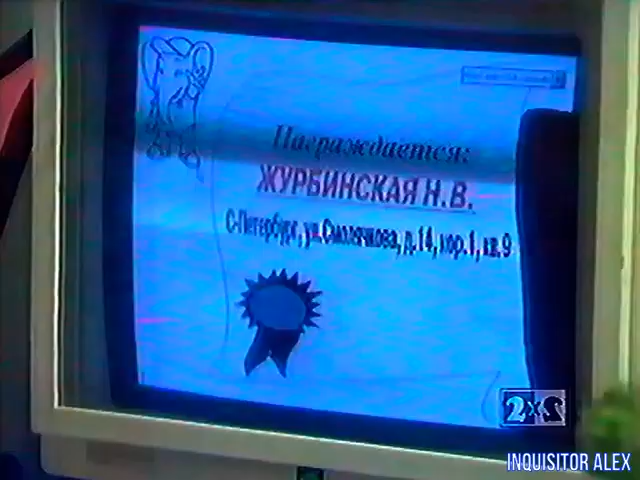 Награждается:
ЖУРБИНСКАЯ Н.В.
С-Петербург, ул.Смолячкова, д.14, кор.1, кв.9
2x2
INQUISITOR ALEX